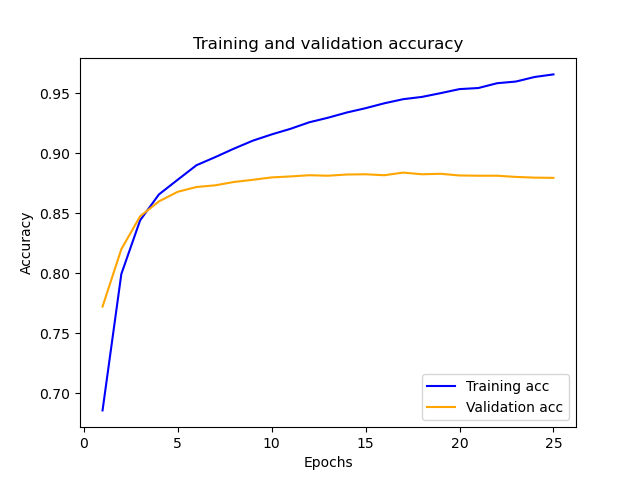 Training and validation accuracy
Accuracy
0.95
0.90
0.85
0.80
0.75
0.70
Training acc
Validation acc
0 5 10 15 20 25
Epochs